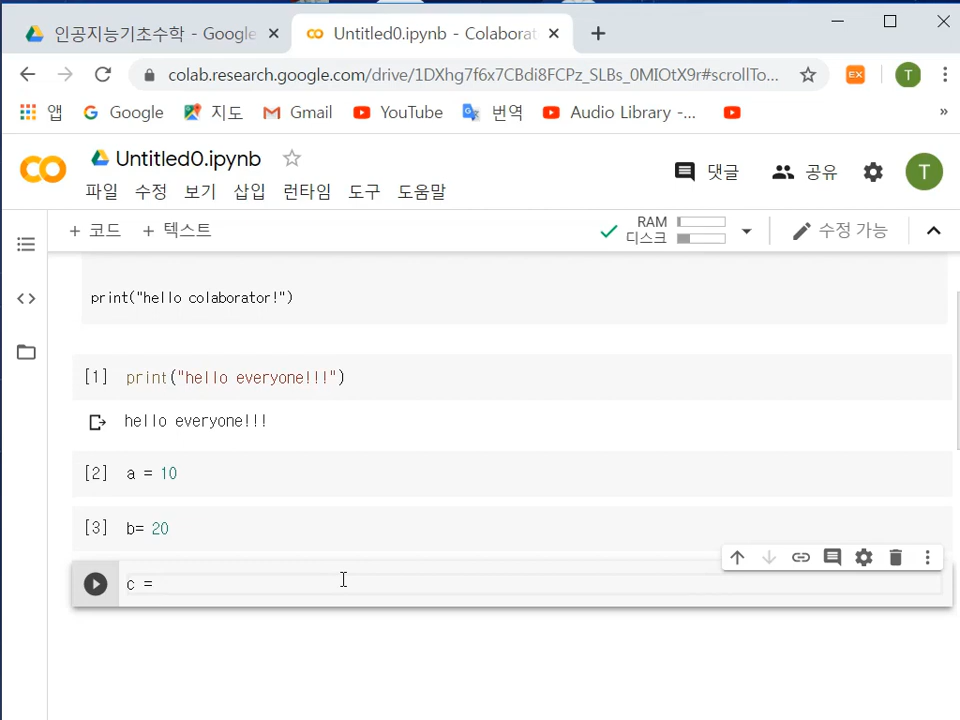 인공지능기초수학 - Google
Untitled0.ipynb - Colaborat
colab.research.google.com/drive/1DXhg7f6x7CBdi8FCPz_SLBs_0MIOtX9r#scrollTo...
EX
T
앱
Google
지도
Gmail
YouTube
번역
Audio Library -...
»
Untitled0.ipynb
댓글
공유
T
파일 수정 보기 삽입 런타임 도구 도움말
+ 코드 + 텍스트
RAM
디스크
수정 가능
print("hello colaborator!")
[1] print("hello everyone!!!")
hello everyone!!!
[2] a = 10
[3] b= 20
c =